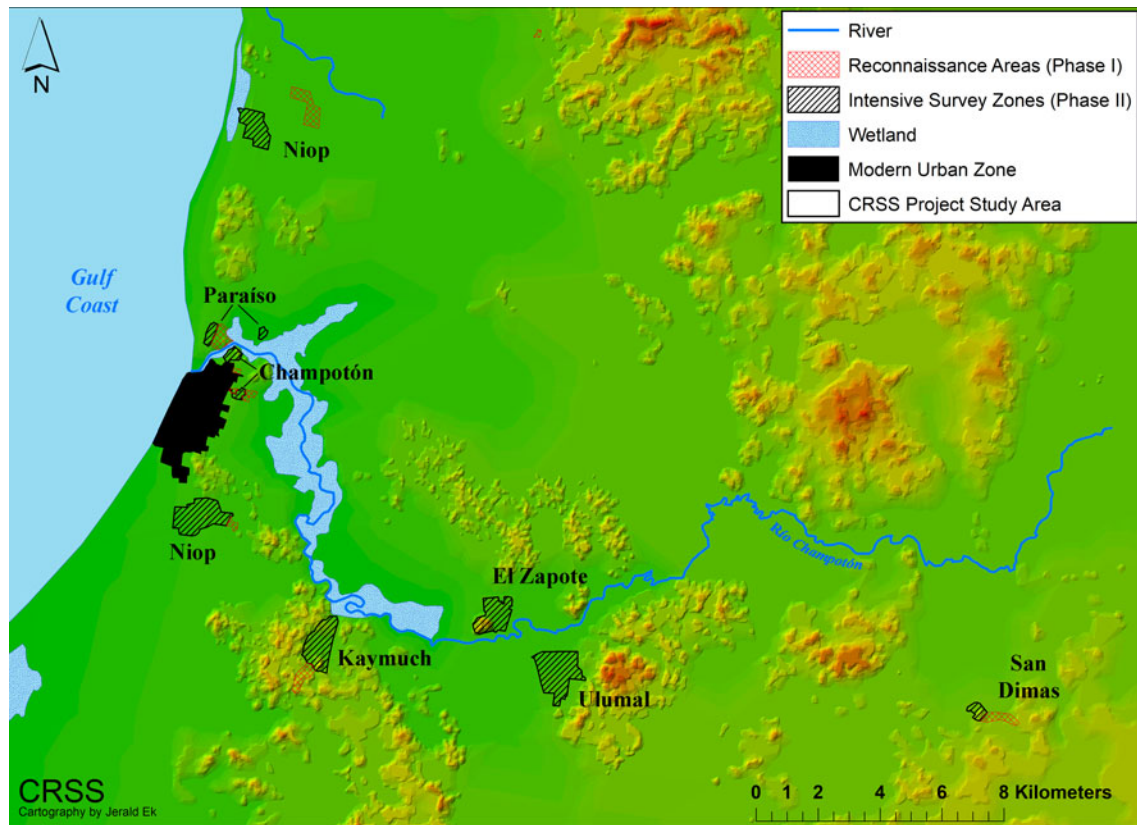 N
River
Reconnaissance Areas (Phase I)
Intensive Survey Zones (Phase II)
Wetland
Modern Urban Zone
CRSS Project Study Area
Niop
Gulf
Coast
Paraíso
Champotón
Niop
El Zapote
Río Champotón
Kaymuch
Ulumal
San
Dimas
CRSS
Cartography by Jerald Ek
0 1 2 4 6 8 Kilometers